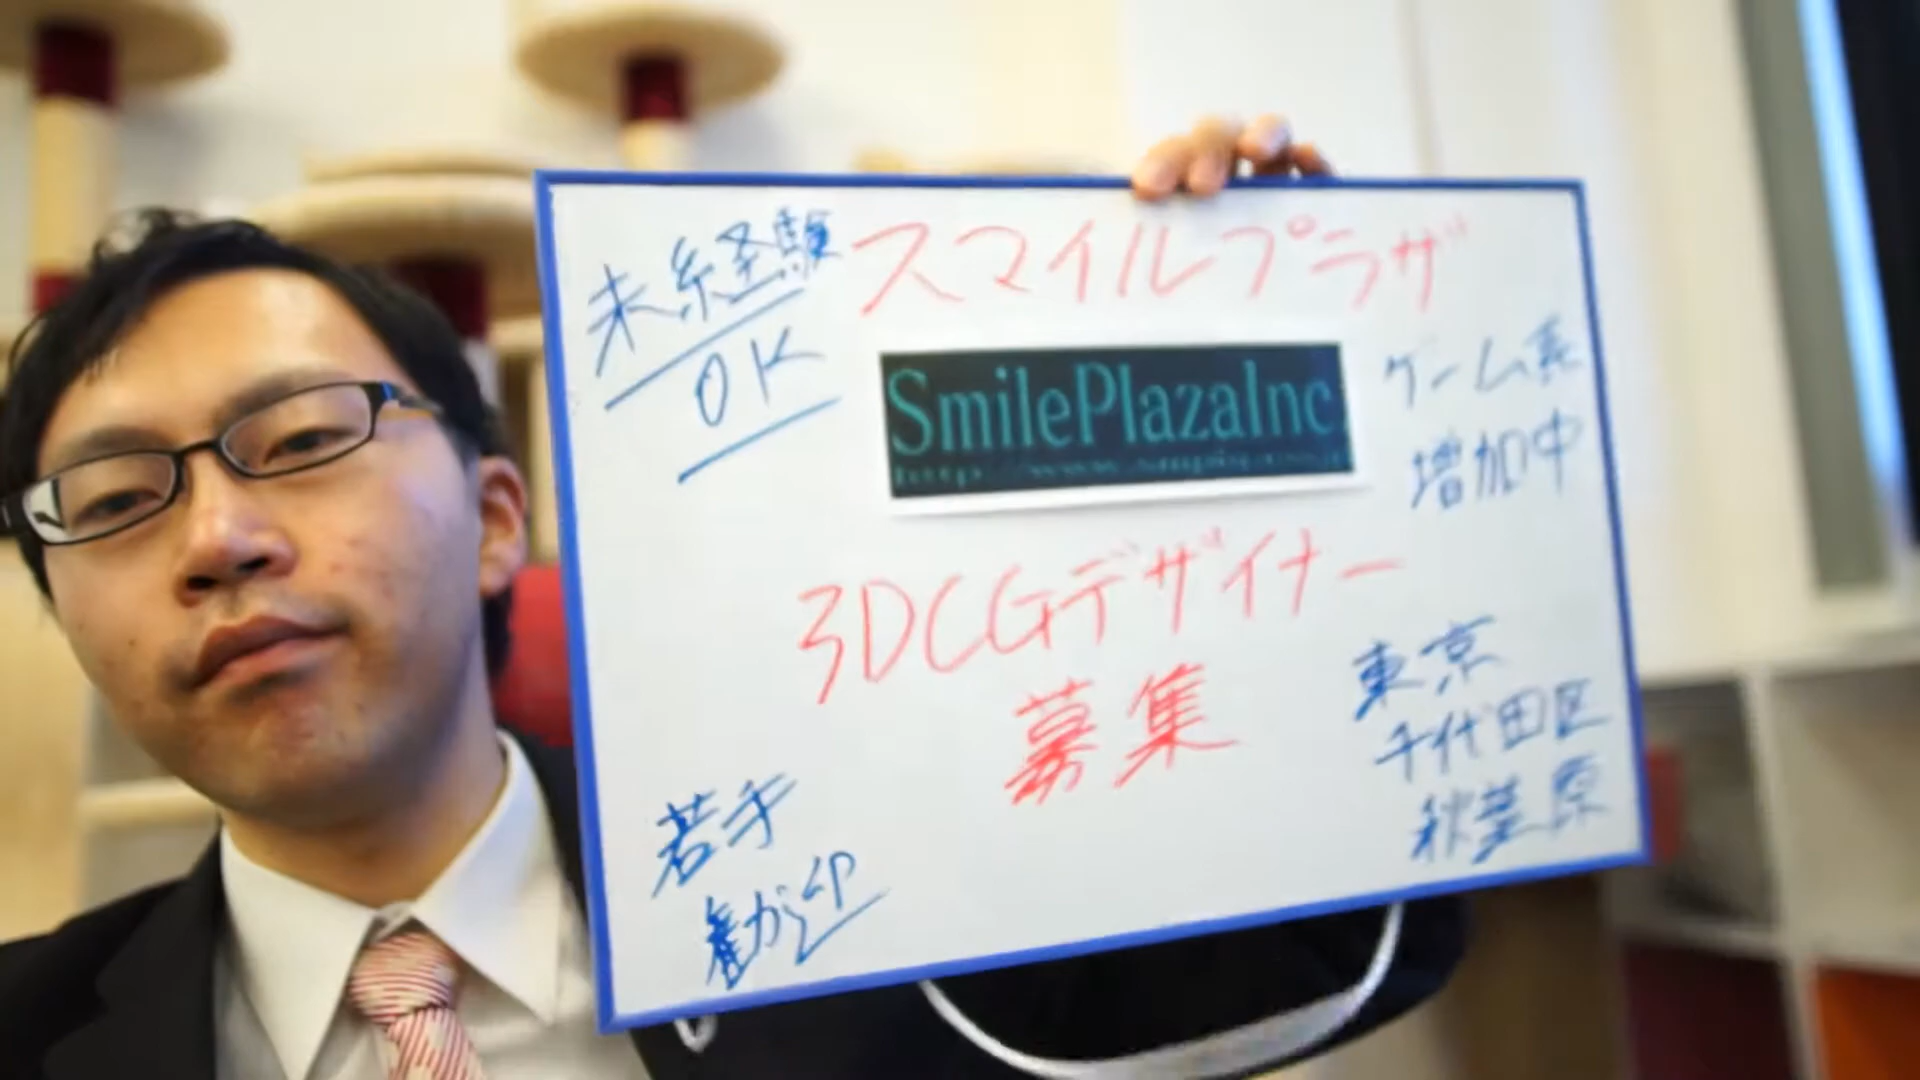 スマイルプラザ
未経験
OK
SmilePlazaInc.
ゲーム系
増加中
3DCGデザイナー
募集
東京
千代田区
秋葉原
若手
歓迎